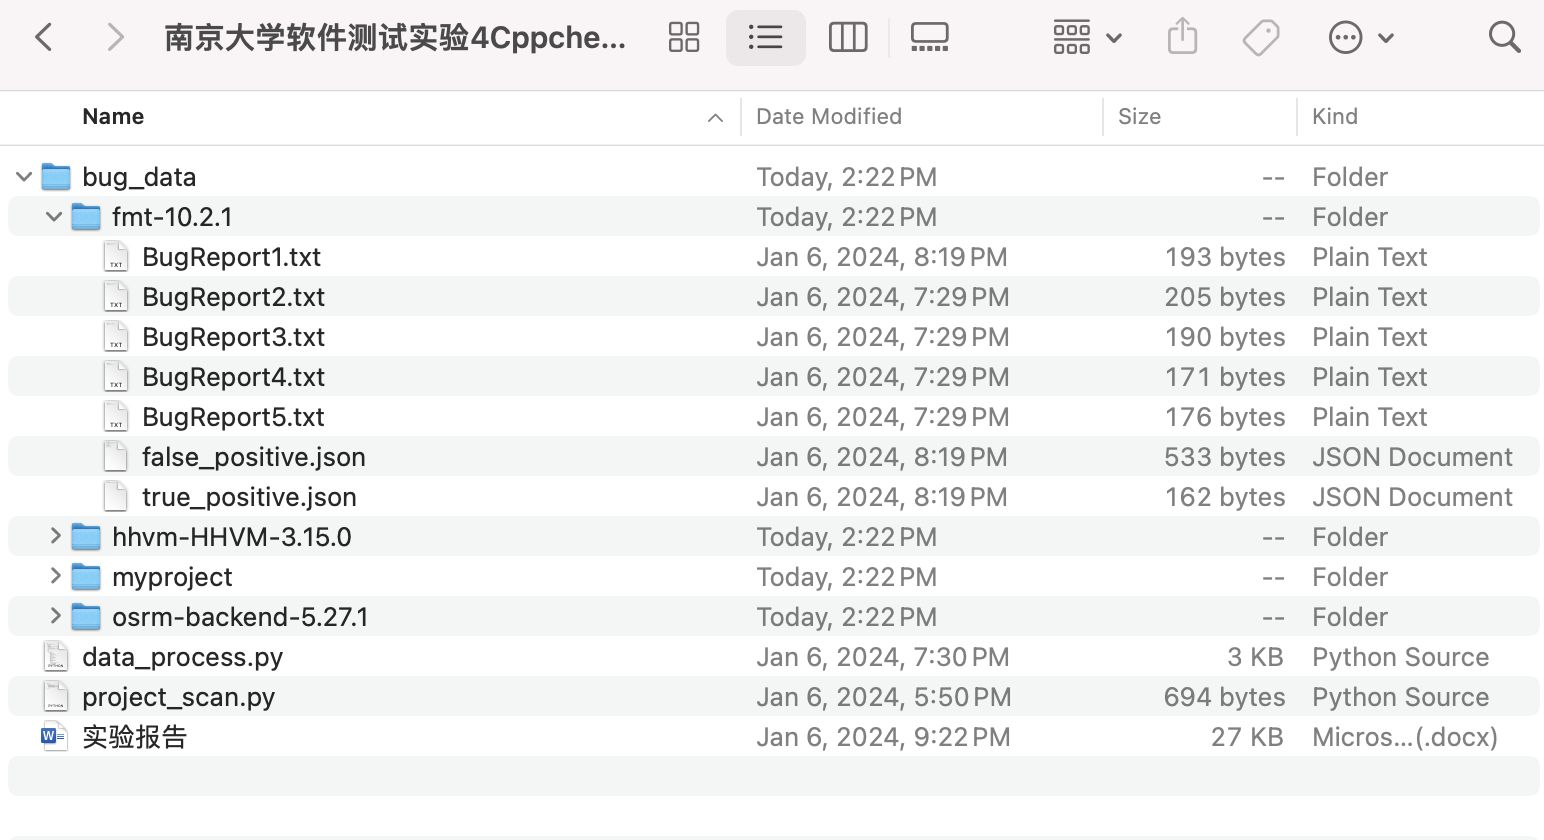 南京大学软件测试实验4Cppche...
Name Date Modified Size Kind
bug_data Today, 2:22 PM -- Folder
fmt-10.2.1 Today, 2:22 PM -- Folder
BugReport1.txt Jan 6, 2024, 8:19 PM 193 bytes Plain Text
BugReport2.txt Jan 6, 2024, 7:29 PM 205 bytes Plain Text
BugReport3.txt Jan 6, 2024, 7:29 PM 190 bytes Plain Text
BugReport4.txt Jan 6, 2024, 7:29 PM 171 bytes Plain Text
BugReport5.txt Jan 6, 2024, 7:29 PM 176 bytes Plain Text
false_positive.json Jan 6, 2024, 8:19 PM 533 bytes JSON Document
true_positive.json Jan 6, 2024, 8:19 PM 162 bytes JSON Document
hhvm-HHVM-3.15.0 Today, 2:22 PM -- Folder
myproject Today, 2:22 PM -- Folder
osrm-backend-5.27.1 Today, 2:22 PM -- Folder
data_process.py Jan 6, 2024, 7:30 PM 3 KB Python Source
project_scan.py Jan 6, 2024, 5:50 PM 694 bytes Python Source
实验报告 Jan 6, 2024, 9:22 PM 27 KB Micros...(.docx)